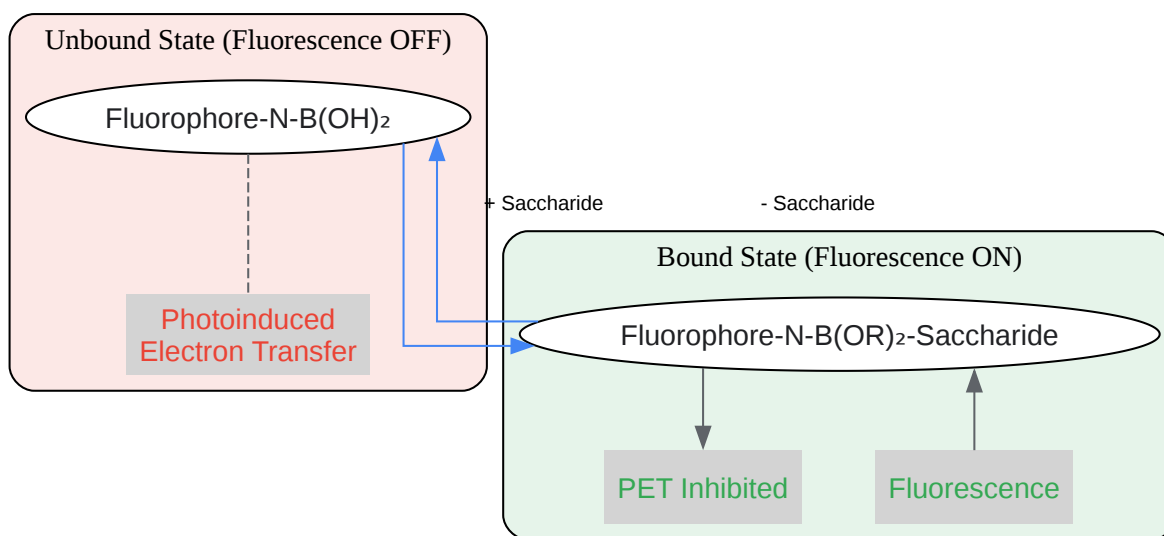 Unbound State (Fluorescence OFF)
Fluorophore-N-B(OH)₂
+ Saccharide
- Saccharide
Photoinduced
Electron Transfer
Bound State (Fluorescence ON)
Fluorophore-N-B(OR)₂-Saccharide
PET Inhibited
Fluorescence